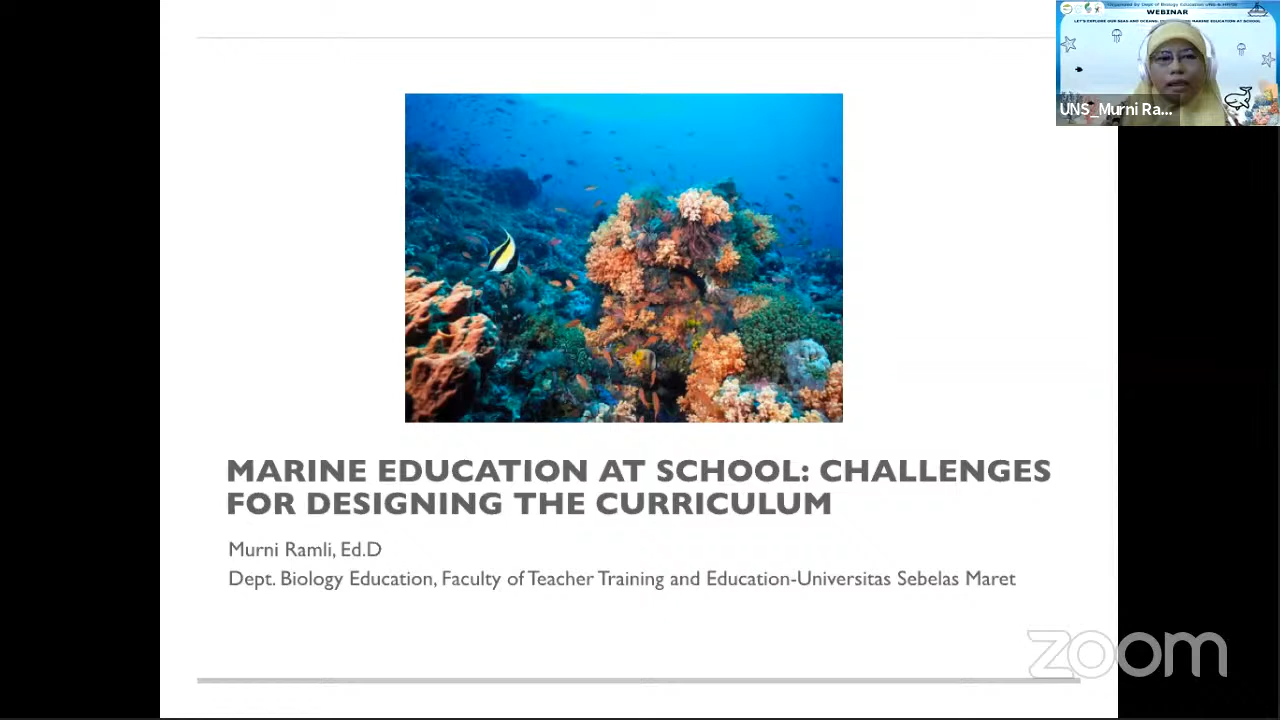 WEBINAR
UNS_Murni Ra...
MARINE EDUCATION AT SCHOOL: CHALLENGES
FOR DESIGNING THE CURRICULUM
Murni Ramli, Ed.D
Dept. Biology Education, Faculty of Teacher Training and Education-Universitas Sebelas Maret
zoom